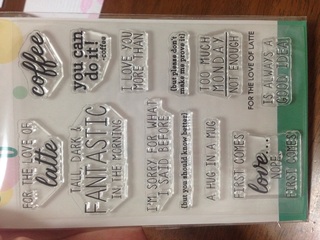 coffee
you can
do it!
-coffee
I LOVE YOU
MORE THAN
(but please don't
make me prove it)
TOO MUCH
MONDAY
NOT ENOUGH
FOR THE LOVE OF LATTE
IS ALWAYS A
GOOD IDEA!
FOR THE LOVE OF
latte
TALL, DARK &
FANTASTIC
IN THE MORNING
I'M SORRY FOR WHAT
I SAID BEFORE
(but you should know better)
A HUG IN A MUG
FIRST COMES
love...
NOPE...
FIRST COMES